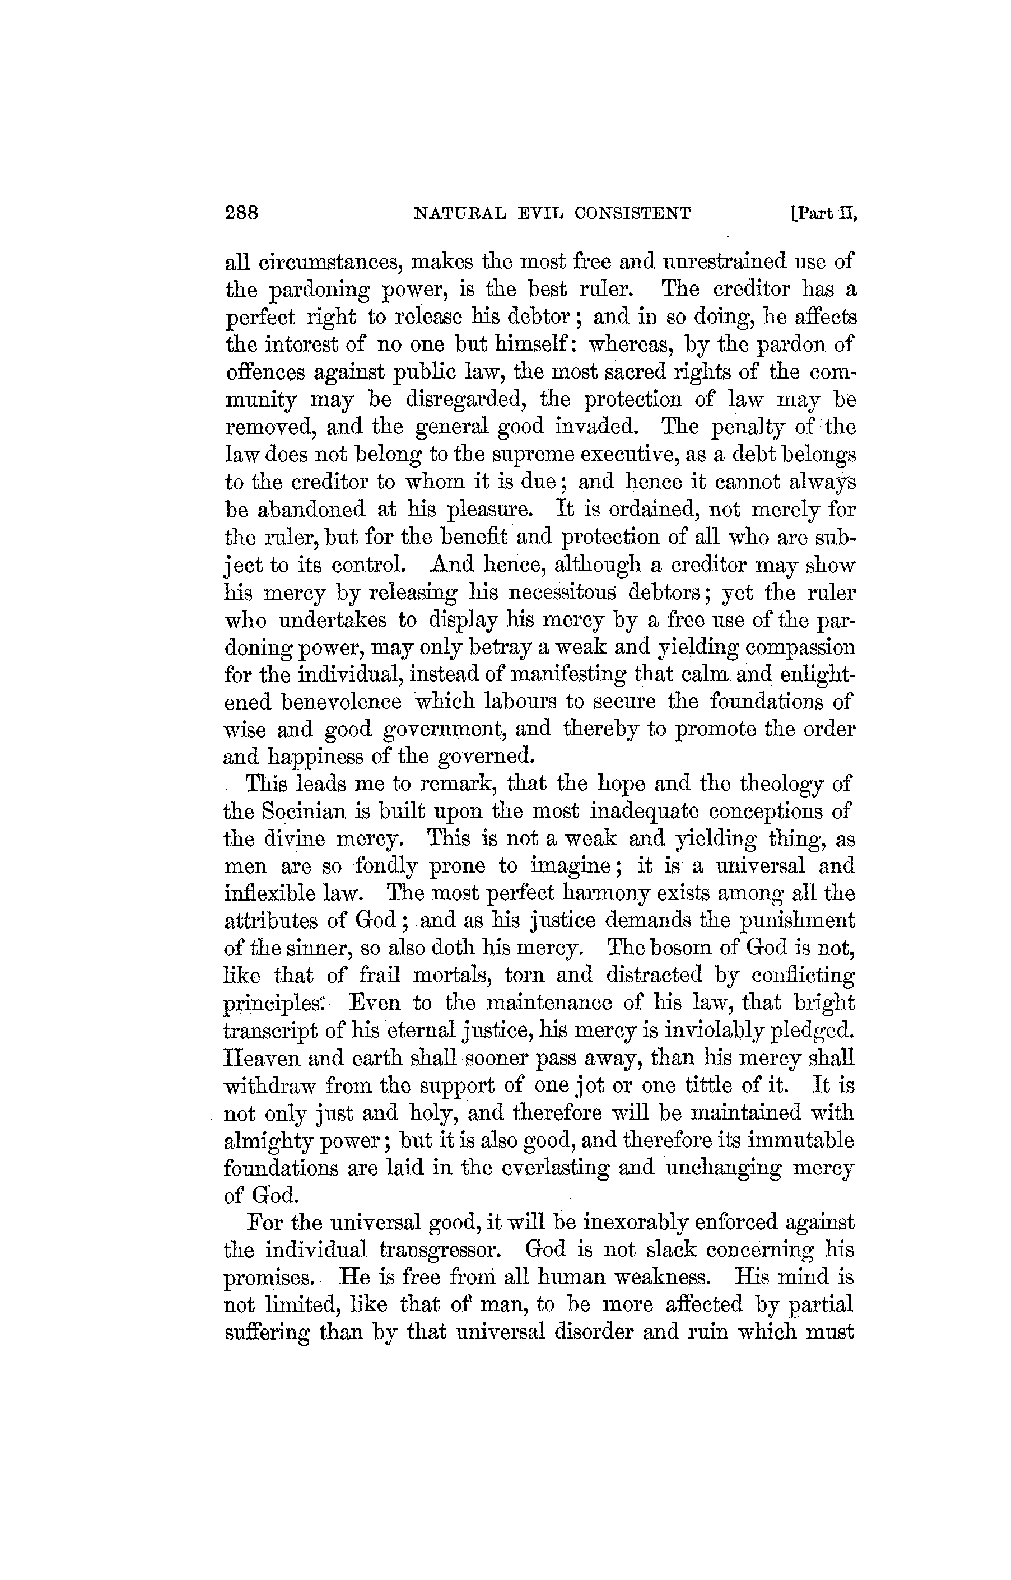 288 NATURAL EVIL CONSISTENT [Part II,
all circumstances, makes the most free and unrestrained use of
the pardoning power, is the best ruler. The creditor has a
perfect right to release his debtor; and in so doing, he affects
the interest of no one but himself: whereas, by the pardon of
offences against public law, the most sacred rights of the com-
munity may be disregarded, the protection of law may be
removed, and the general good invaded. The penalty of the
law does not belong to the supreme executive, as a debt belongs
to the creditor to whom it is due; and hence it cannot always
be abandoned at his pleasure. It is ordained, not merely for
the ruler, but for the benefit and protection of all who are sub-
ject to its control. And hence, although a creditor may show
his mercy by releasing his necessitous debtors; yet the ruler
who undertakes to display his mercy by a free use of the par-
doning power, may only betray a weak and yielding compassion
for the individual, instead of manifesting that calm and enlight-
ened benevolence which labours to secure the foundations of
wise and good government, and thereby to promote the order
and happiness of the governed.
This leads me to remark, that the hope and the theology of
the Socinian is built upon the most inadequate conceptions of
the divine mercy. This is not a weak and yielding thing, as
men are so fondly prone to imagine; it is a universal and
inflexible law. The most perfect harmony exists among all the
attributes of God; and as his justice demands the punishment
of the sinner, so also doth his mercy. The bosom of God is not,
like that of frail mortals, torn and distracted by conflicting
principles. Even to the maintenance of his law, that bright
transcript of his eternal justice, his mercy is inviolably pledged.
Heaven and earth shall sooner pass away, than his mercy shall
withdraw from the support of one jot or one tittle of it. It is
not only just and holy, and therefore will be maintained with
almighty power; but it is also good, and therefore its immutable
foundations are laid in the everlasting and unchanging mercy
of God.
For the universal good, it will be inexorably enforced against
the individual transgressor. God is not slack concerning his
promises. He is free from all human weakness. His mind is
not limited, like that of man, to be more affected by partial
suffering than by that universal disorder and ruin which must